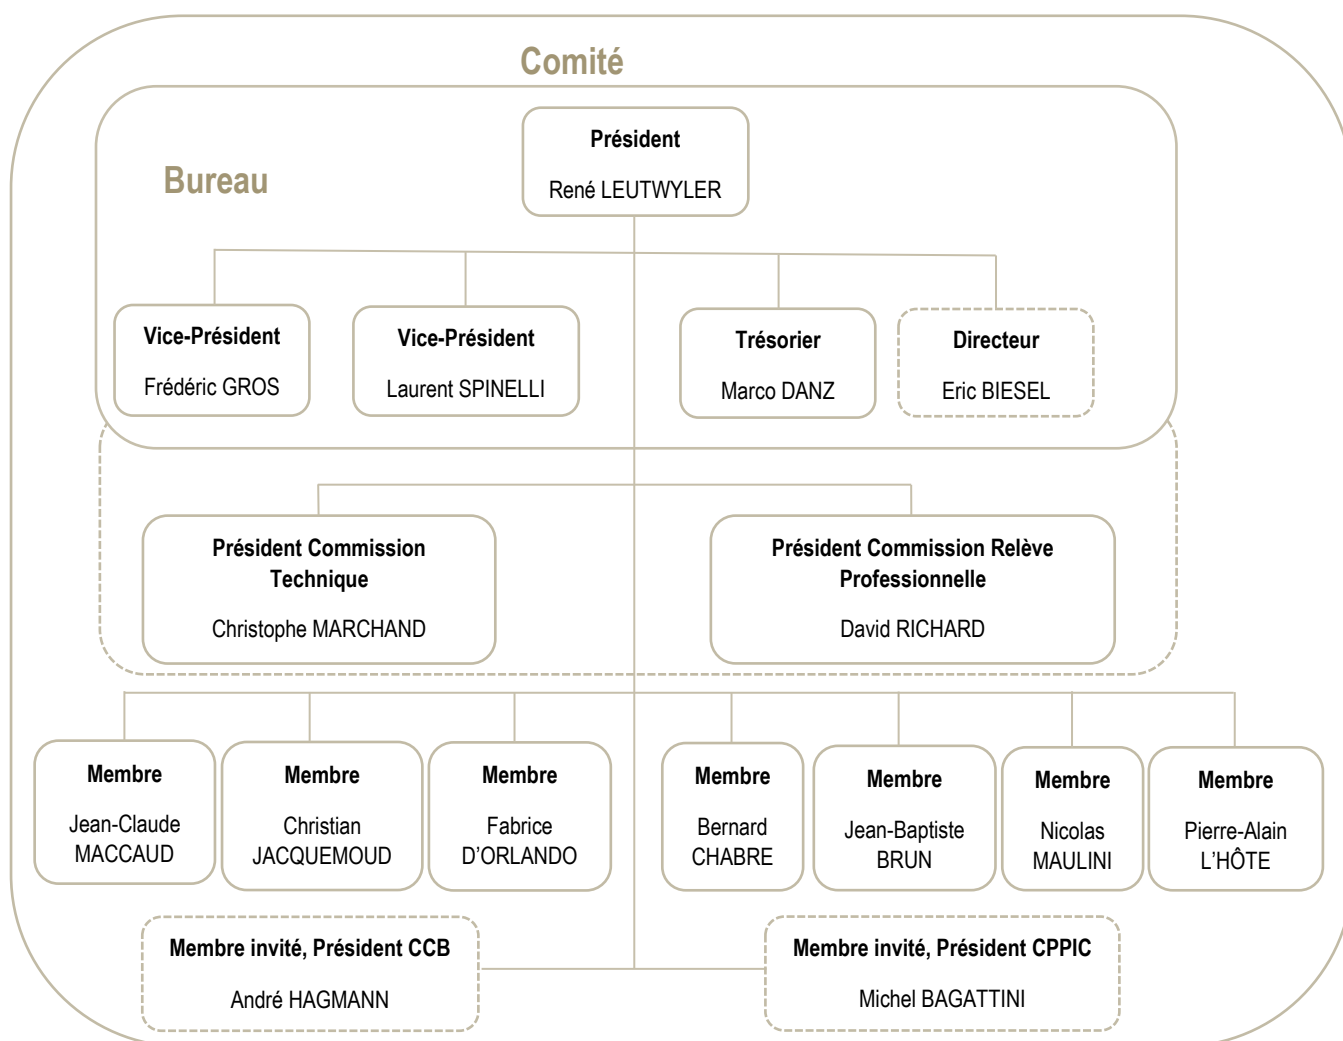 Comité
Président
René LEUTWYLER
Bureau
Vice-Président
Frédéric GROS
Vice-Président
Laurent SPINELLI
Trésorier
Marco DANZ
Directeur
Eric BIESEL
Président Commission
Technique
Christophe MARCHAND
Président Commission Relève
Professionnelle
David RICHARD
Membre
Jean-Claude
MACCAUD
Membre
Christian
JACQUEMOUD
Membre
Fabrice
D’ORLANDO
Membre
Bernard
CHABRE
Membre
Jean-Baptiste
BRUN
Membre
Nicolas
MAULINI
Membre
Pierre-Alain
L’HÔTE
Membre invité, Président CCB
André HAGMANN
Membre invité, Président CPPIC
Michel BAGATTINI